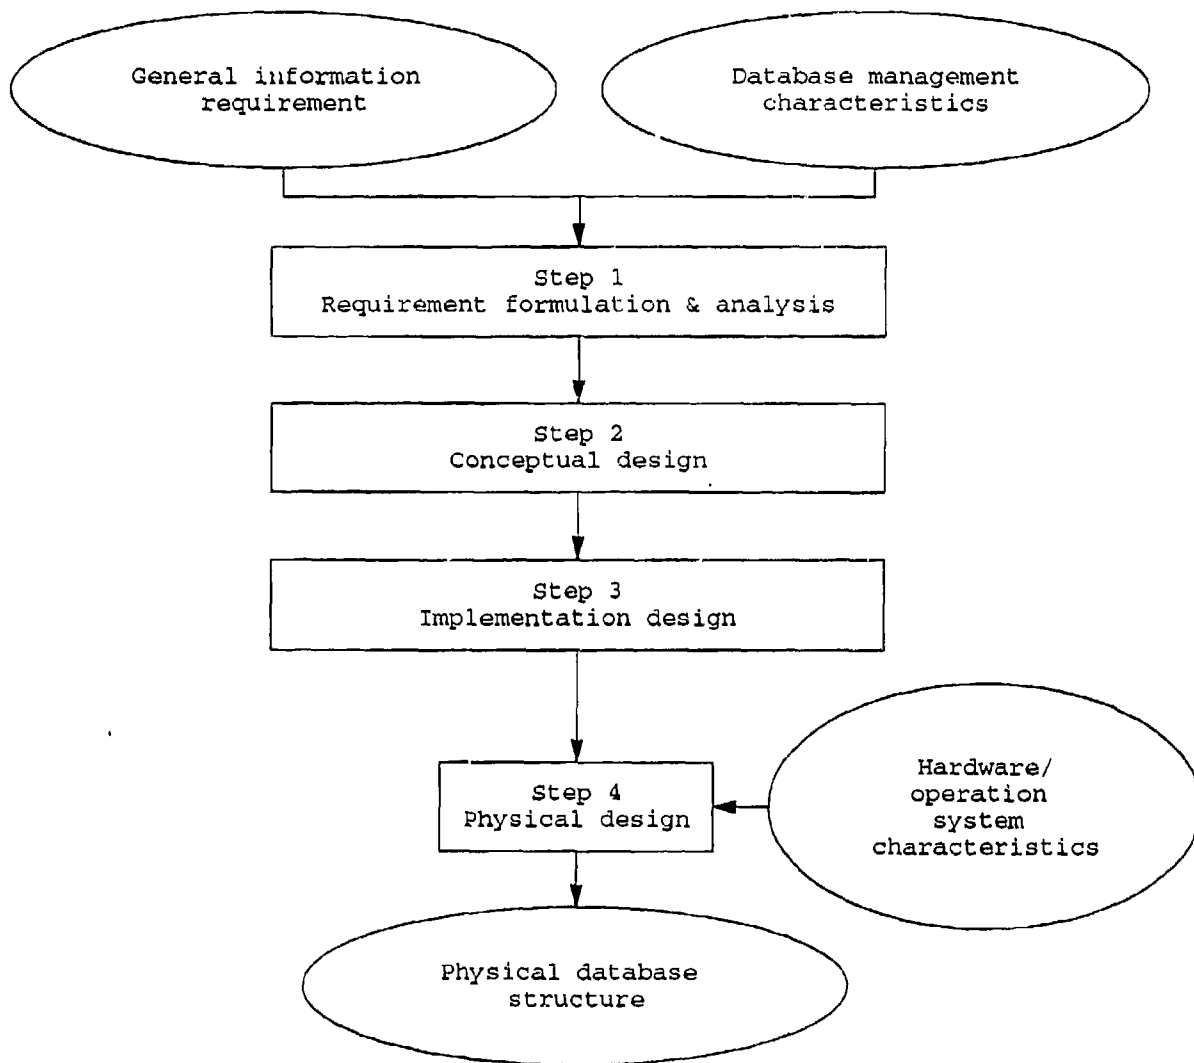 General information
requirement
Database management
characteristics
Step 1
Requirement formulation & analysis
Step 2
Conceptual design
Step 3
Implementation design
Step 4
Physical design
Hardware/
operation
system
characteristics
Physical database
structure